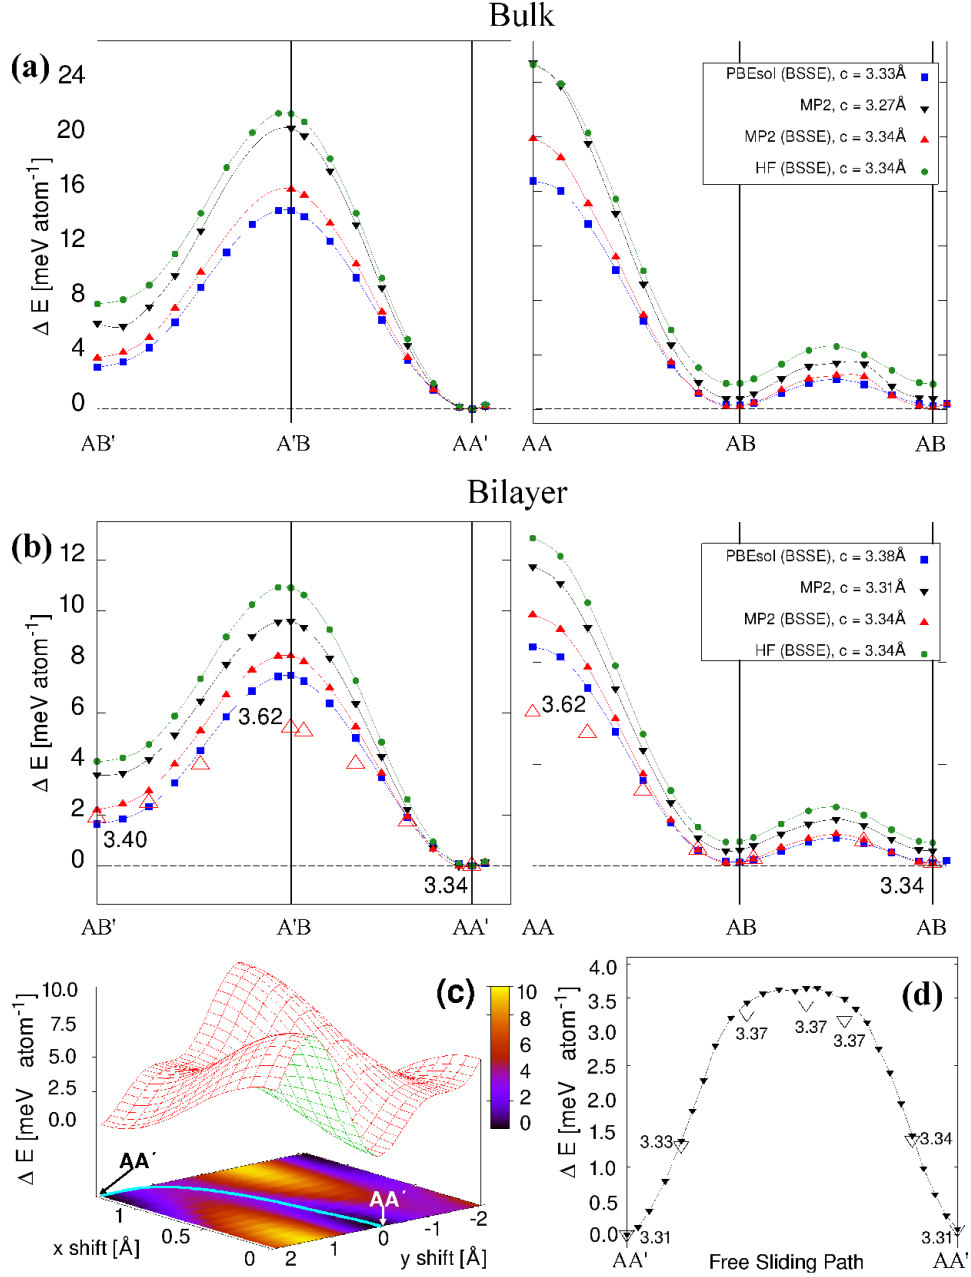 Bulk
(a)
24
20
16
12
8
4
0
Δ E [meV atom⁻¹]
AB'
A'B
AA'
PBEsol (BSSE), c = 3.33Å
MP2, c = 3.27Å
MP2 (BSSE), c = 3.34Å
HF (BSSE), c = 3.34Å
AA
AB
AB
Bilayer
(b)
12
10
8
6
4
2
0
Δ E [meV atom⁻¹]
3.62
3.40
3.34
AB'
A'B
AA'
PBEsol (BSSE), c = 3.38Å
MP2, c = 3.31Å
MP2 (BSSE), c = 3.34Å
HF (BSSE), c = 3.34Å
3.62
3.34
AA
AB
AB
(c)
10.0
7.5
5.0
2.5
0.0
Δ E [meV atom⁻¹]
10
8
6
4
2
0
AA´
AA´
1
0.5
0
x shift [Å]
2
1
0
-1
-2
y shift [Å]
(d)
4.0
3.5
3.6
2.0
1.5
1.3
0.0
Δ E [meV atom⁻¹]
3.37
3.37
3.37
3.33
3.34
3.31
3.31
AA'
Free Sliding Path
AA'